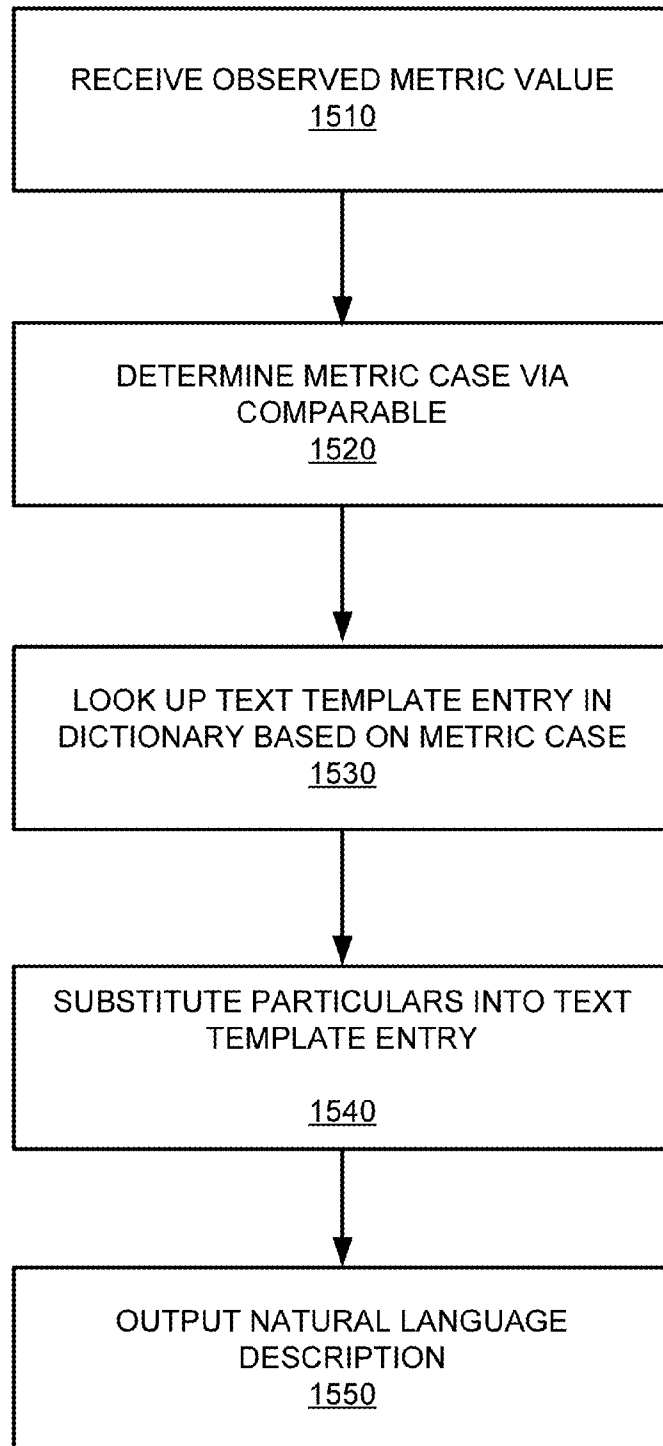 RECEIVE OBSERVED METRIC VALUE
1510
DETERMINE METRIC CASE VIA
COMPARABLE
1520
LOOK UP TEXT TEMPLATE ENTRY IN
DICTIONARY BASED ON METRIC CASE
1530
SUBSTITUTE PARTICULARS INTO TEXT
TEMPLATE ENTRY
1540
OUTPUT NATURAL LANGUAGE
DESCRIPTION
1550